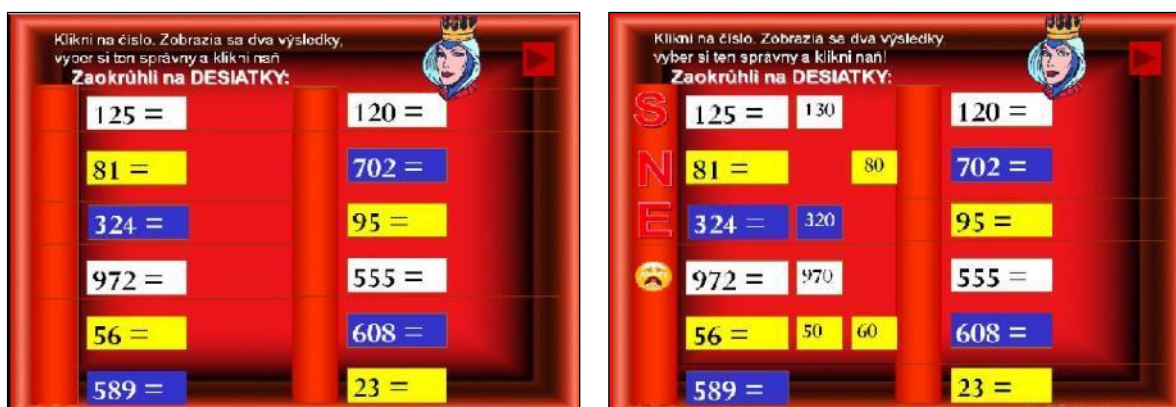 Klikni na číslo. Zobrazia sa dva výsledky,
vyber si ten správny a klikni naň
Zaokrúhli na DESIATKY:
125 =
120 =
81 =
702 =
324 =
95 =
972 =
555 =
56 =
608 =
589 =
23 =
Klikni na číslo. Zobrazia sa dva výsledky
vyber si ten správny a klikni naň!
Zaokrúhli na DESIATKY:
S 125 = 130
120 =
N 81 = 80
702 =
E 324 = 320
95 =
972 = 970
555 =
56 = 50 60
608 =
589 =
23 =